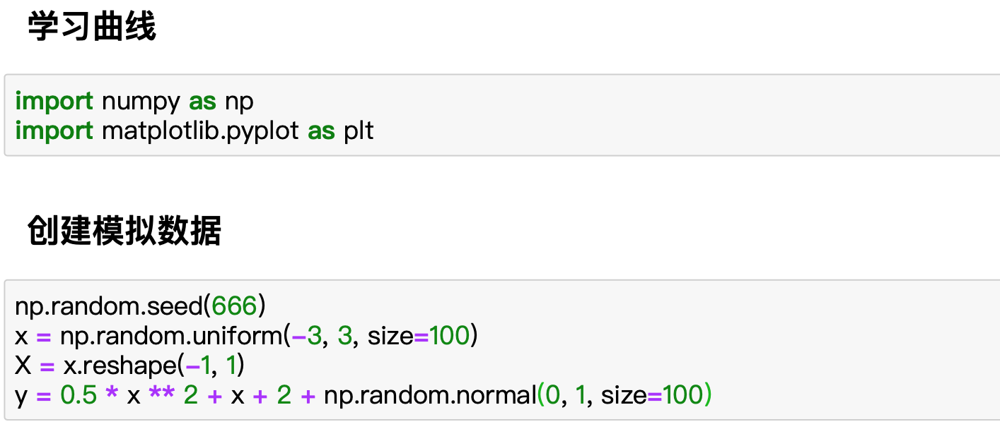 学习曲线
import numpy as np
import matplotlib.pyplot as plt
创建模拟数据
np.random.seed(666)
x = np.random.uniform(-3, 3, size=100)
X = x.reshape(-1, 1)
y = 0.5 * x ** 2 + x + 2 + np.random.normal(0, 1, size=100)